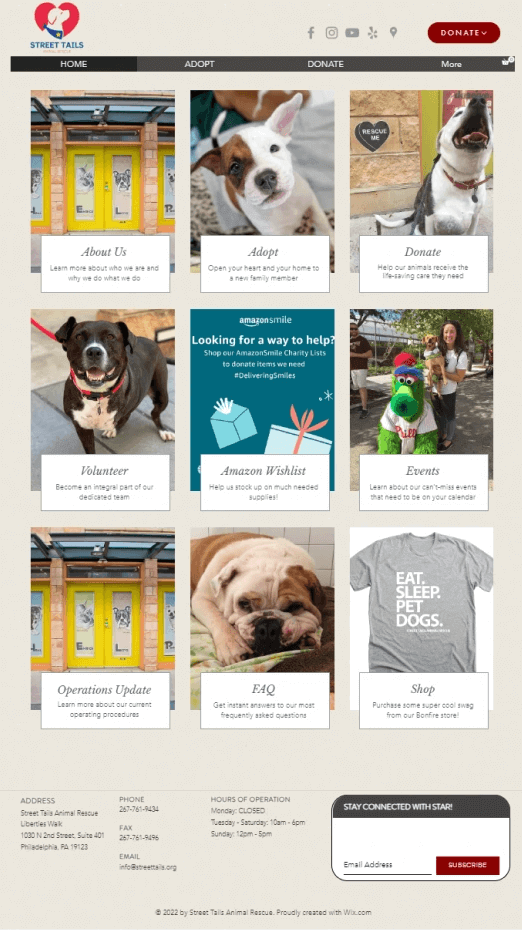 STREET TAILS
DONATE
HOME
ADOPT
DONATE
More
RESCUE
ME
About Us
Learn more about who we are and
why we do what we do
Adopt
Open your heart and your home to
a new family member
Donate
Help our animals receive the
life-saving care they need
amazonsmile
Looking for a way to help?
Shop our AmazonSmile Charity Lists
to donate items we need
#DeliveringSmiles
Phill
Volunteer
Become an integral part of our
dedicated team
Amazon Wishlist
Help us stock up on much needed
supplies!
Events
Learn about our can't-miss events
that need to be on your calendar
EAT.
SLEEP.
PET
DOGS.
Operations Update
Learn more about our current
operating procedures
FAQ
Get instant answers to our most
frequently asked questions
Shop
Purchase some super cool swag
from our Bonfire store!
ADDRESS
Street Tails Animal Rescue
Liberties Walk
1030 N 2nd Street, Suite 401
Philadelphia, PA 19123
PHONE
267-761-9434
FAX
267-761-9496
EMAIL
info@streettails.org
HOURS OF OPERATION
Monday: CLOSED
Tuesday - Saturday: 10am - 6pm
Sunday: 12pm - 5pm
STAY CONNECTED WITH STAR!
Email Address
SUBSCRIBE
© 2022 by Street Tails Animal Rescue. Proudly created with Wix.com